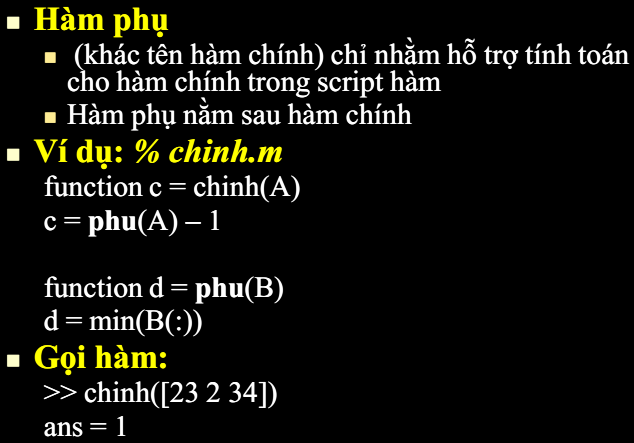 Hàm phụ
(khác tên hàm chính) chỉ nhằm hỗ trợ tính toán
cho hàm chính trong script hàm
Hàm phụ nằm sau hàm chính
Ví dụ: % chinh.m
function c = chinh(A)
c = phu(A) – 1
function d = phu(B)
d = min(B(:))
Gọi hàm:
>> chinh([23 2 34])
ans = 1